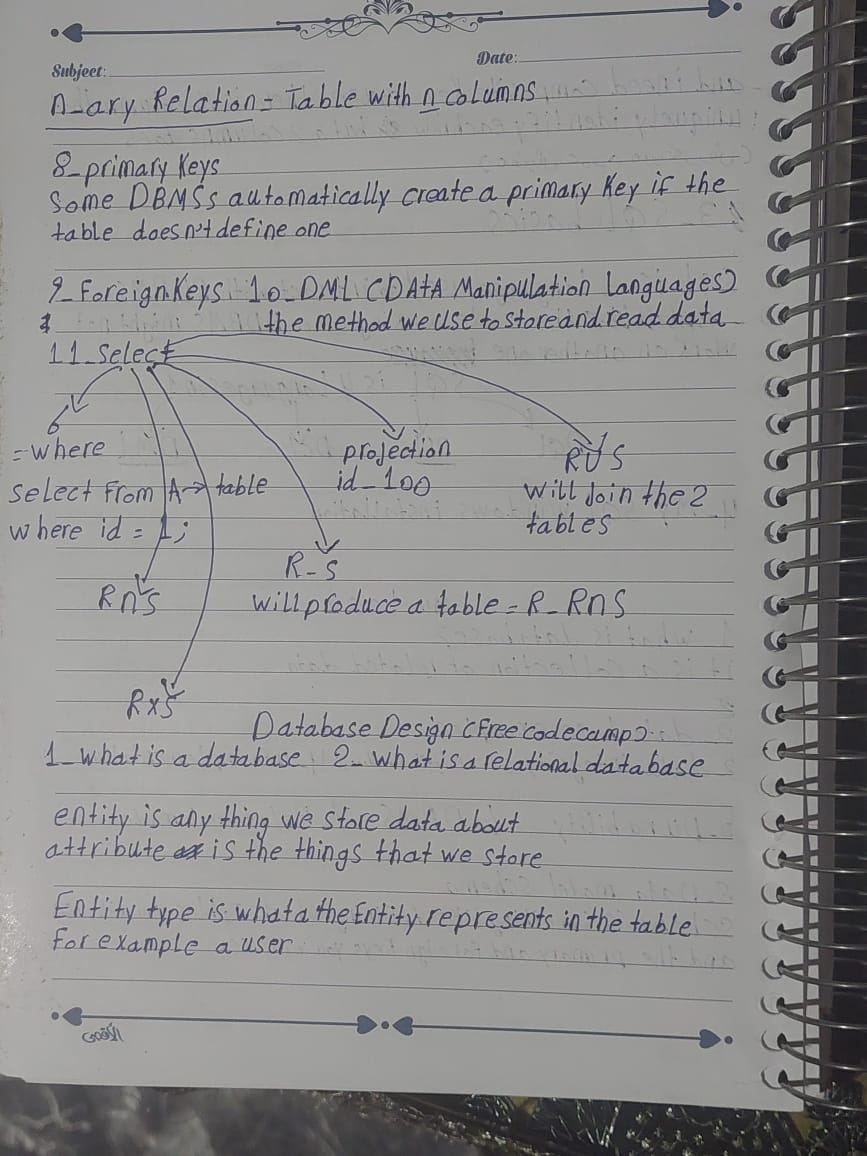 Subject:
Date:
n-ary Relation = Table with n columns
8-primary Keys
Some DBMSs automatically create a primary Key if the
table doesn't define one
9-Foreign Keys 10-DML (DAtA Manipulation Languages)
the method we use to store and read data
11-Select
= where
Select From A → table
where id = 1;
projection
id-100
R∪S
will Join the 2
tables
R-S
will produce a table = R-R∩S
R∩S
R×S
Database Design (Freecodecamp)
1-what is a database 2-what is a relational database
entity is any thing we store data about
attribute is the things that we store
Entity type is whata the Entity represents in the table
For example a user